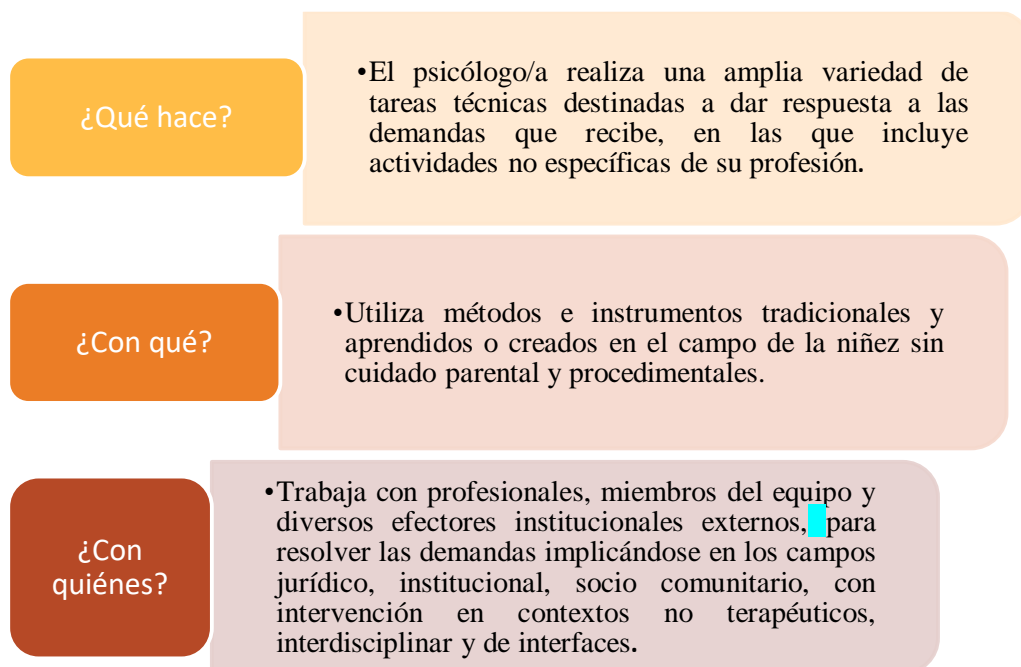 ¿Qué hace?
•El psicólogo/a realiza una amplia variedad de
tareas técnicas destinadas a dar respuesta a las
demandas que recibe, en las que incluye
actividades no específicas de su profesión.
¿Con qué?
•Utiliza métodos e instrumentos tradicionales y
aprendidos o creados en el campo de la niñez sin
cuidado parental y procedimentales.
¿Con
quiénes?
•Trabaja con profesionales, miembros del equipo y
diversos efectores institucionales externos, para
resolver las demandas implicándose en los campos
jurídico, institucional, socio comunitario, con
intervención en contextos no terapéuticos,
interdisciplinar y de interfaces.